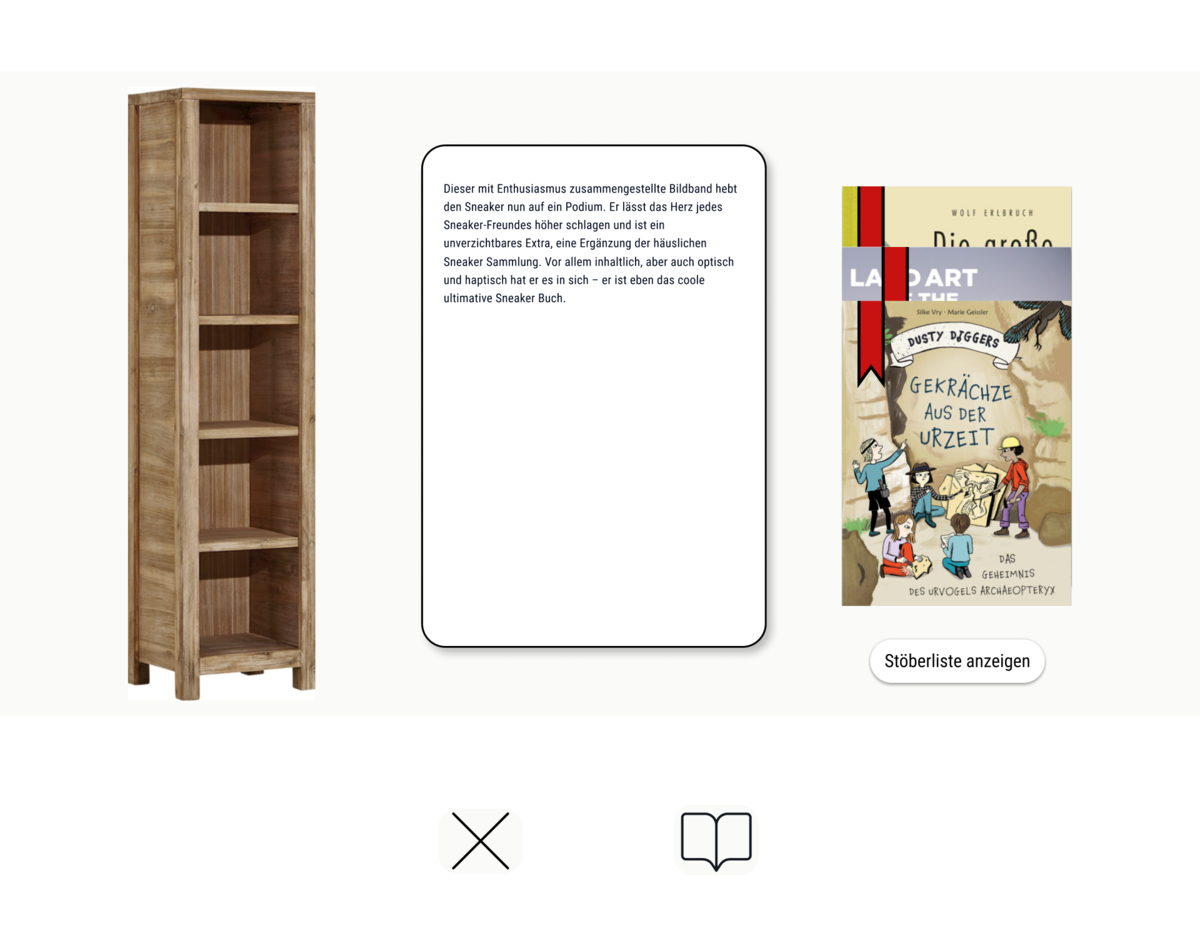 Dieser mit Enthusiasmus zusammengestellte Bildband hebt
den Sneaker nun auf ein Podium. Er lässt das Herz jedes
Sneaker-Freundes höher schlagen und ist ein
unverzichtbares Extra, eine Ergänzung der häuslichen
Sneaker Sammlung. Vor allem inhaltlich, aber auch optisch
und haptisch hat er es in sich – er ist eben das coole
ultimative Sneaker Buch.
WOLF ERLBRUCH
Die große
ART
THE
Silke Vry · Marie Geissler
DUSTY DIGGERS
GEKRÄCHZE
AUS DER
URZEIT
DAS
GEHEIMNIS
DES URVOGELS ARCHAEOPTERYX
Stöberliste anzeigen